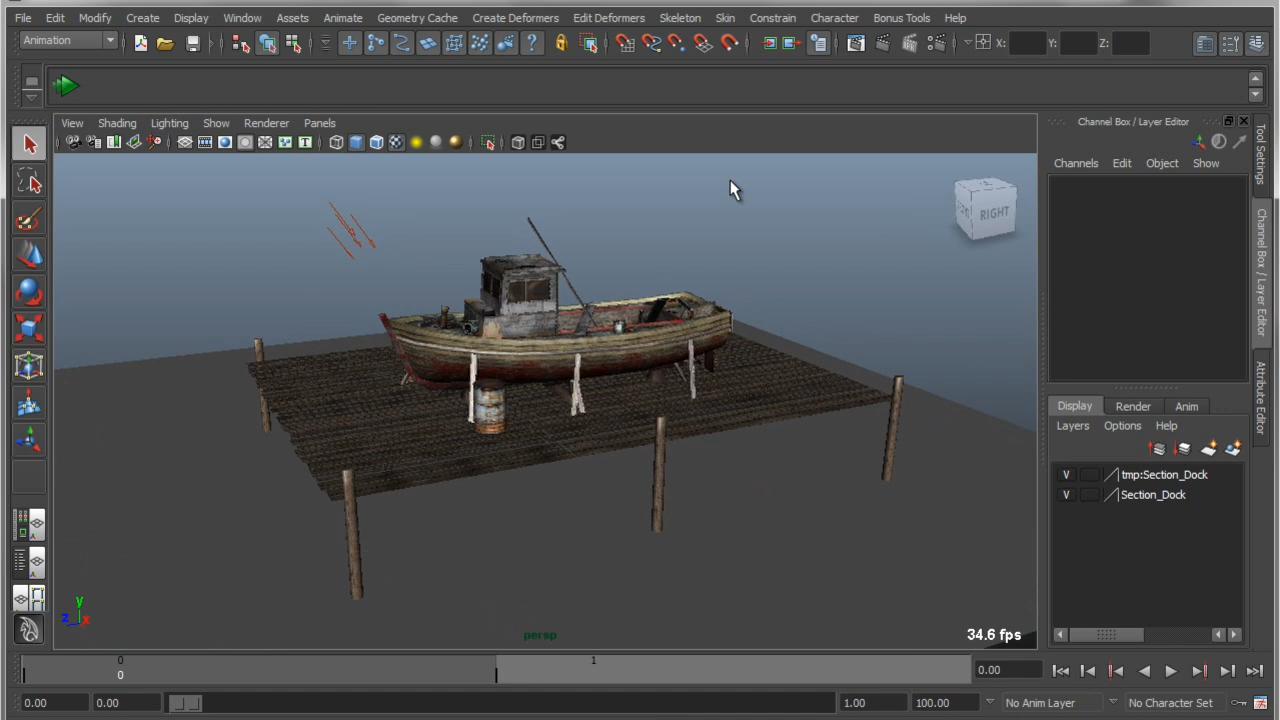 File Edit Modify Create Display Window Assets Animate Geometry Cache Create Deformers Edit Deformers Skeleton Skin Constrain Character Bonus Tools Help
Animation X: Y: Z:
View Shading Lighting Show Renderer Panels
Channel Box / Layer Editor
Channels Edit Object Show
Tool Settings
Channel Box / Layer Editor
Attribute Editor
RIGHT
Display Render Anim
Layers Options Help
V tmp:Section_Dock
V Section_Dock
y
z x
persp
34.6 fps
0 1
0
0.00
0.00 0.00 1.00 100.00 No Anim Layer No Character Set